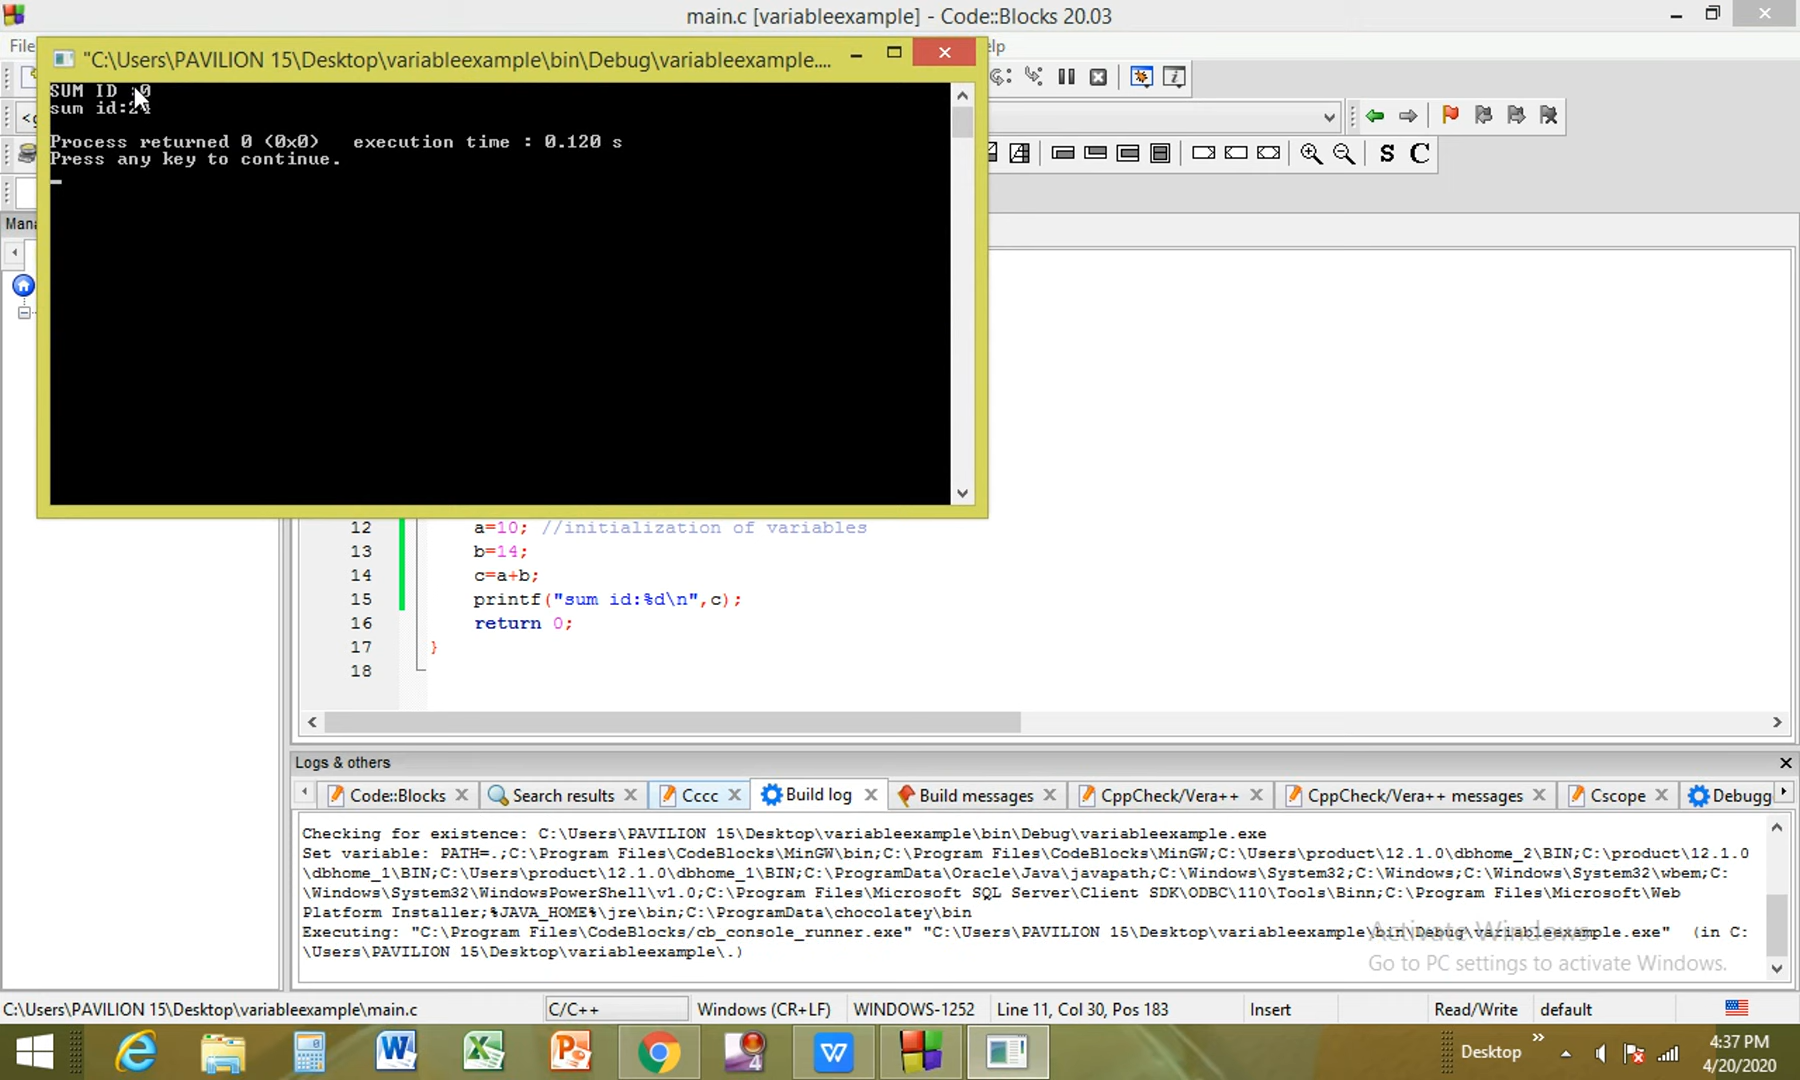 main.c [variableexample] - Code::Blocks 20.03
File
"C:\Users\PAVILION 15\Desktop\variableexample\bin\Debug\variableexample....
SUM ID :0
sum id:24
Process returned 0 (0x0)   execution time : 0.120 s
Press any key to continue.
S C
12 a=10; //initialization of variables
13 b=14;
14 c=a+b;
15 printf("sum id:%d\n",c);
16 return 0;
17 }
18
Logs & others
Code::Blocks Search results Cccc Build log Build messages CppCheck/Vera++ CppCheck/Vera++ messages Cscope Debugg
Checking for existence: C:\Users\PAVILION 15\Desktop\variableexample\bin\Debug\variableexample.exe
Set variable: PATH=.;C:\Program Files\CodeBlocks\MinGW\bin;C:\Program Files\CodeBlocks\MinGW;C:\Users\product\12.1.0\dbhome_2\BIN;C:\product\12.1.0
\dbhome_1\BIN;C:\Users\product\12.1.0\dbhome_1\BIN;C:\ProgramData\Oracle\Java\javapath;C:\Windows\System32;C:\Windows;C:\Windows\System32\wbem;C:
\Windows\System32\WindowsPowerShell\v1.0;C:\Program Files\Microsoft SQL Server\Client SDK\ODBC\110\Tools\Binn;C:\Program Files\Microsoft\Web
Platform Installer;%JAVA_HOME%\jre\bin;C:\ProgramData\chocolatey\bin
Executing: "C:\Program Files\CodeBlocks/cb_console_runner.exe" "C:\Users\PAVILION 15\Desktop\variableexample\bin\Debug\variableexample.exe"  (in C:
\Users\PAVILION 15\Desktop\variableexample\.)
Activate Windows
Go to PC settings to activate Windows.
C:\Users\PAVILION 15\Desktop\variableexample\main.c C/C++ Windows (CR+LF) WINDOWS-1252 Line 11, Col 30, Pos 183 Insert Read/Write default
Desktop
4:37 PM
4/20/2020